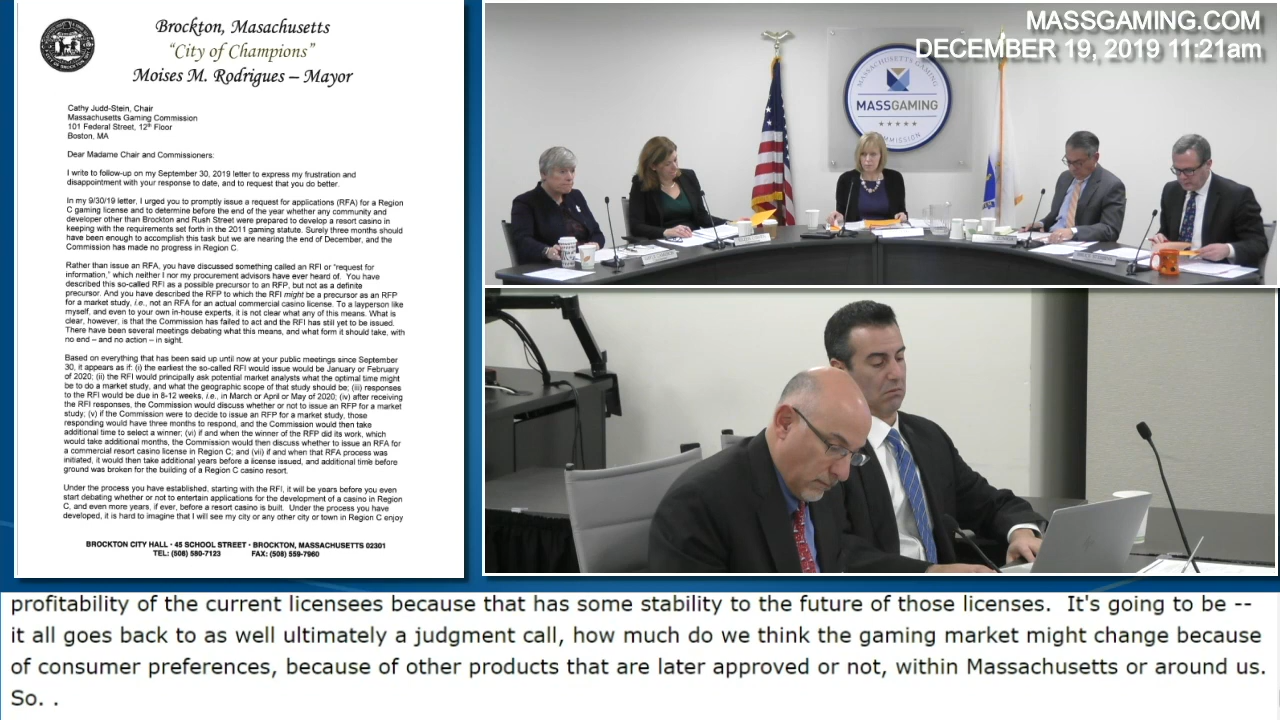 Brockton, Masachusetts
“City of Champions”
Moises M. Rodrigues – Mayor
Cathy Judd-Stein, Chair
Massachusetts Gaming Commission
101 Federal Street, 12th Floor
Boston, MA
Dear Madame Chair and Commissioners:
I write to follow-up on my September 30, 2019 letter to express my frustration and
disappointment with your response to date, and to request that you do better.
In my 9/30/19 letter, I urged you to promptly issue a request for applications (RFA) for a Region
C gaming license and to determine before the end of the year whether any community and
developer other than Brockton and Rush Street were prepared to develop a resort casino in
keeping with the requirements set forth in the 2011 gaming statute. Surely three months should
have been enough to accomplish this task but we are nearing the end of December, and the
Commission has made no progress in Region C.
Rather than issue an RFA, you have discussed something called an RFI or “request for
information,” which neither I nor my procurement advisors have ever heard of. You have
described this so-called RFI as a possible precursor to an RFP, but not as a definite
precursor. And you have described the RFP to which the RFI might be a precursor as an RFP
for a market study, i.e., not an RFA for an actual commercial casino license. To a layperson like
myself, and even to your own in-house experts, it is not clear what any of this means. What is
clear, however, is that the Commission has failed to act and the RFI has still yet to be issued.
There have been several meetings debating what this means, and what form it should take, with
no end – and no action – in sight.
Based on everything that has been said up until now at your public meetings since September
30, it appears as if: (i) the earliest the so-called RFI would issue would be January or February
of 2020; (ii) the RFI would principally ask potential market analysts what the optimal time might
be to do a market study, and what the geographic scope of that study should be; (iii) responses
to the RFI would be due in 8-12 weeks, i.e., in March or April or May of 2020; (iv) after receiving
the RFI responses, the Commission would discuss whether or not to issue an RFP for a market
study; (v) if the Commission were to decide to issue an RFP for a market study, those
responding would have three months to respond, and the Commission would then take
additional time to select a winner; (vi) if and when the winner of the RFP did its work, which
would take additional months, the Commission would then discuss whether to issue an RFA for
a commercial resort casino license in Region C; and (vii) if and when that RFA process was
initiated, it would then take additional years before a license issued, and additional time before
ground was broken for the building of a Region C casino resort.
Under the process you have established, starting with the RFI, it will be years before you even
start debating whether or not to entertain applications for the development of a casino in Region
C, and even more years, if ever, before a resort casino is built. Under the process you have
developed, it is hard to imagine that I will see my city or any other city or town in Region C enjoy
BROCKTON CITY HALL • 45 SCHOOL STREET • BROCKTON, MASSACHUSETTS 02301
TEL: (508) 580-7123 FAX: (508) 559-7960
MASSGAMING.COM
DECEMBER 19, 2019 11:21am
MASSACHUSETTS GAMING
MASSGAMING
COMMISSION
profitability of the current licensees because that has some stability to the future of those licenses. It's going to be --
it all goes back to as well ultimately a judgment call, how much do we think the gaming market might change because
of consumer preferences, because of other products that are later approved or not, within Massachusetts or around us.
So. .